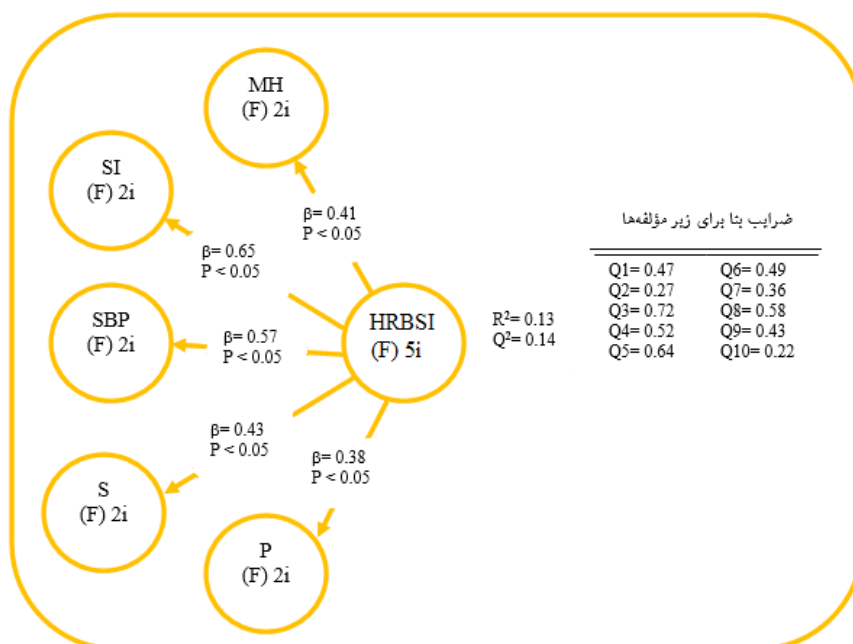 MH
(F) 2i
SI
(F) 2i
β= 0.41
P < 0.05
β= 0.65
P < 0.05
SBP
(F) 2i
β= 0.57
P < 0.05
HRBSI
(F) 5i
β= 0.43
P < 0.05
β= 0.38
P < 0.05
S
(F) 2i
P
(F) 2i
R²= 0.13
Q²= 0.14
ضرایب بتا برای زیر مؤلفه‌ها
Q1= 0.47 Q6= 0.49
Q2= 0.27 Q7= 0.36
Q3= 0.72 Q8= 0.58
Q4= 0.52 Q9= 0.43
Q5= 0.64 Q10= 0.22